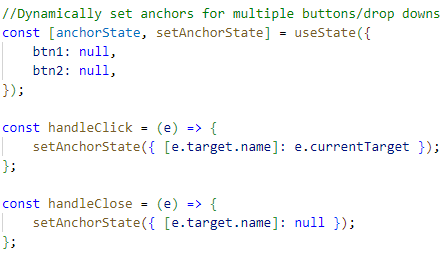 //Dynamically set anchors for multiple buttons/drop downs
const [anchorState, setAnchorState] = useState({
    btn1: null,
    btn2: null,
});

const handleClick = (e) => {
    setAnchorState({ [e.target.name]: e.currentTarget });
};

const handleClose = (e) => {
    setAnchorState({ [e.target.name]: null });
};